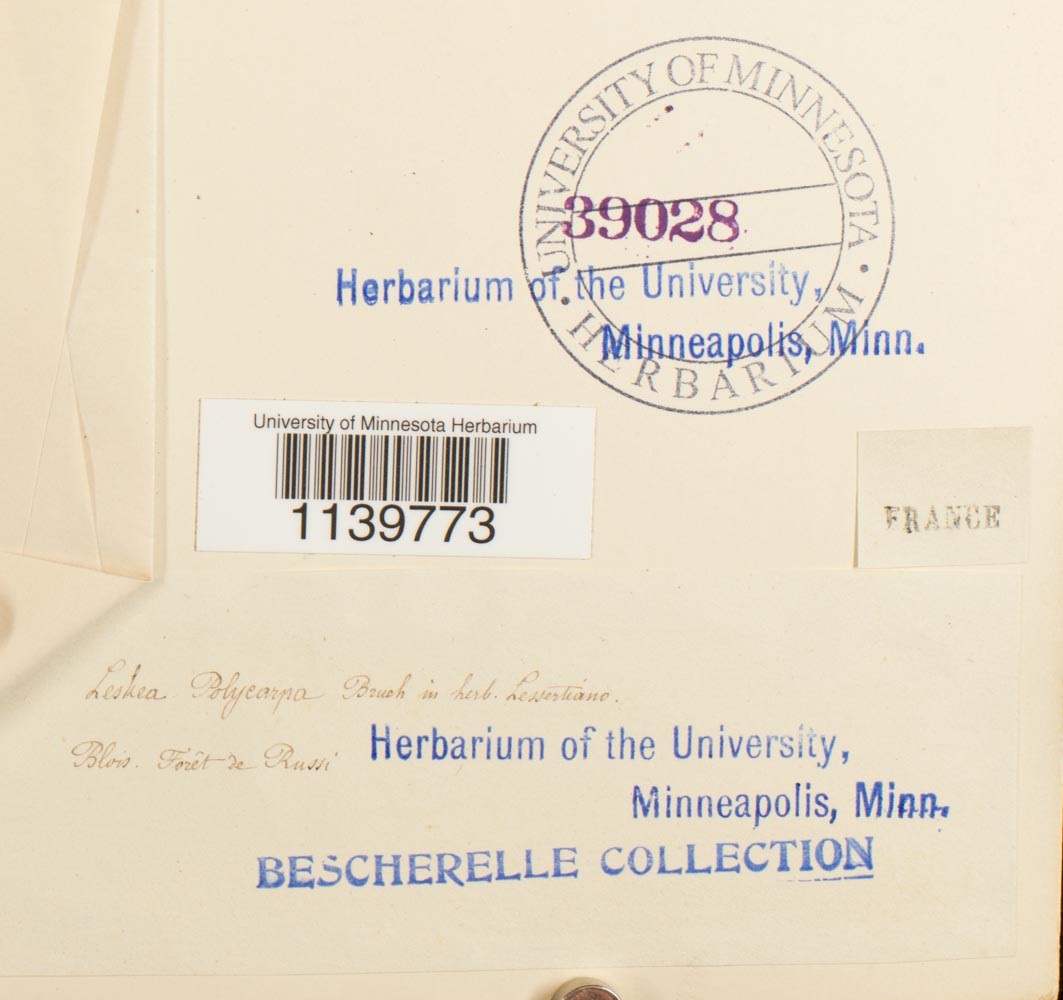 UNIVERSITY OF MINNESOTA
• HERBARIUM •
39028
Herbarium of the University,
Minneapolis, Minn.
University of Minnesota Herbarium
1139773
FRANCE
Leskea Polycarpa Bruch in herb. Lessertiano.
Blois. Forêt de Russi
Herbarium of the University,
Minneapolis, Minn.
BESCHERELLE COLLECTION